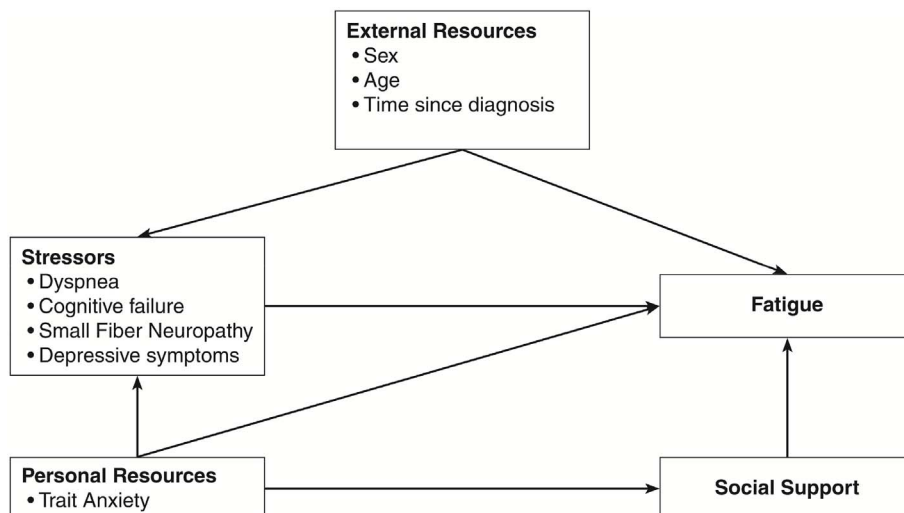 External Resources
• Sex
• Age
• Time since diagnosis
Stressors
• Dyspnea
• Cognitive failure
• Small Fiber Neuropathy
• Depressive symptoms
Fatigue
Personal Resources
• Trait Anxiety
Social Support